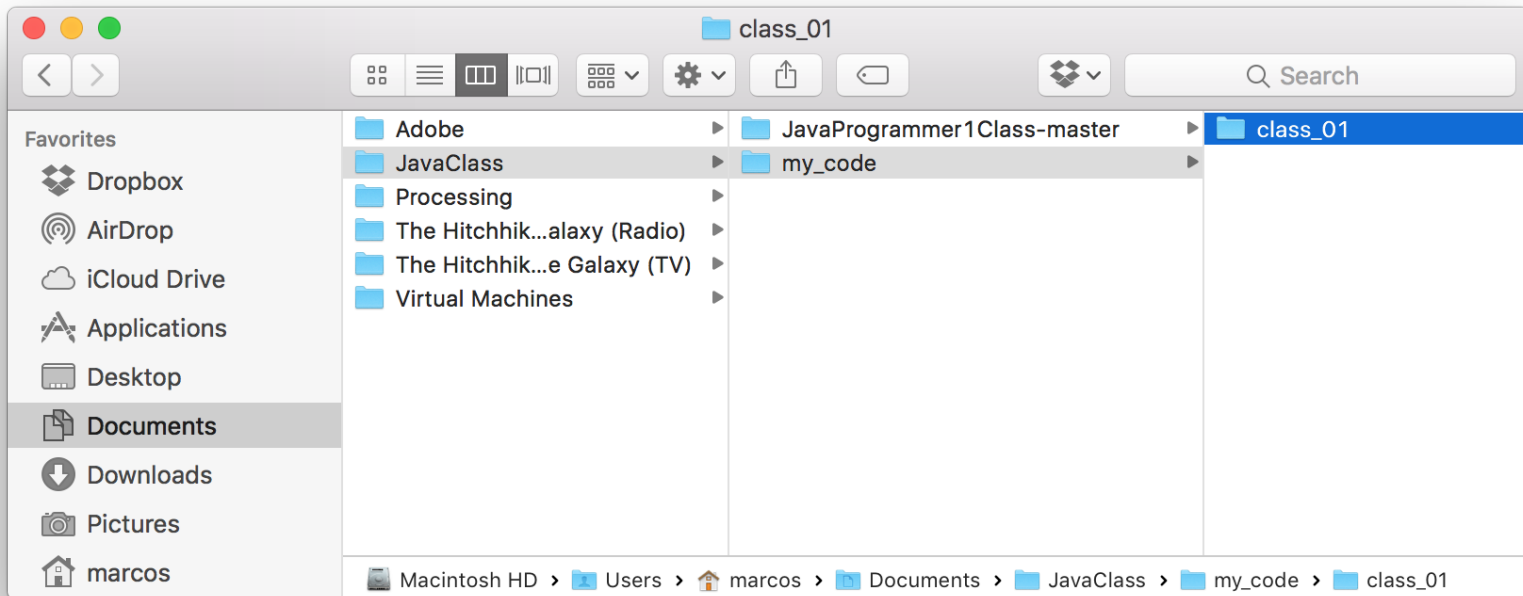 class_01
Search
Favorites
Dropbox
AirDrop
iCloud Drive
Applications
Desktop
Documents
Downloads
Pictures
marcos
Adobe
JavaClass
Processing
The Hitchhik...alaxy (Radio)
The Hitchhik...e Galaxy (TV)
Virtual Machines
JavaProgrammer1Class-master
my_code
class_01
Macintosh HD › Users › marcos › Documents › JavaClass › my_code › class_01